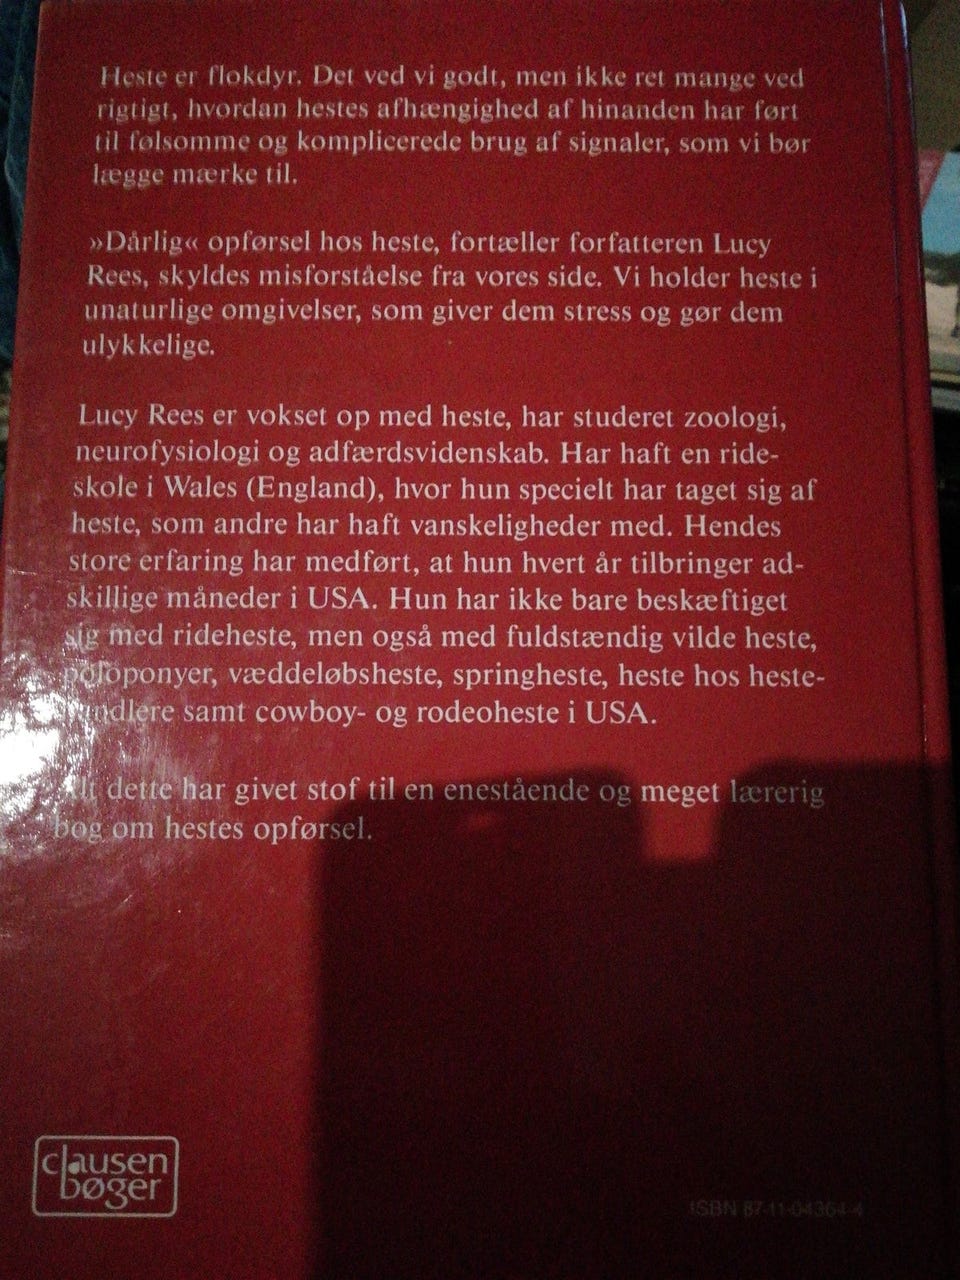 Heste er flokdyr. Det ved vi godt, men ikke ret mange ved
rigtigt, hvordan hestes afhængighed af hinanden har ført
til følsomme og komplicerede brug af signaler, som vi bør
lægge mærke til.
»Dårlig« opførsel hos heste, fortæller forfatteren Lucy
Rees, skyldes misforståelse fra vores side. Vi holder heste i
unaturlige omgivelser, som giver dem stress og gør dem
ulykkelige.
Lucy Rees er vokset op med heste, har studeret zoologi,
neurofysiologi og adfærdsvidenskab. Har haft en ride-
skole i Wales (England), hvor hun specielt har taget sig af
heste, som andre har haft vanskeligheder med. Hendes
store erfaring har medført, at hun hvert år tilbringer ad-
skillige måneder i USA. Hun har ikke bare beskæftiget
sig med rideheste, men også med fuldstændig vilde heste,
poloponyer, væddeløbsheste, springheste, heste hos heste-
handlere samt cowboy- og rodeoheste i USA.
Alt dette har givet stof til en enestående og meget lærerig
bog om hestes opførsel.
clausen
bøger
ISBN 87-11-04364-4